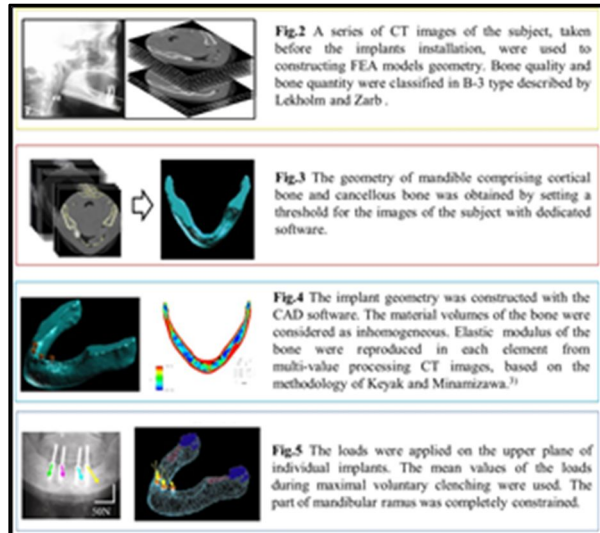 Fig.2 A series of CT images of the subject, taken
before the implants installation, were used to
constructing FEA models geometry. Bone quality and
bone quantity were classified in B-3 type described by
Lekholm and Zarb .
Fig.3 The geometry of mandible comprising cortical
bone and cancellous bone was obtained by setting a
threshold for the images of the subject with dedicated
software.
Fig.4 The implant geometry was constructed with the
CAD software. The material volumes of the bone were
considered as inhomogeneous. Elastic modulus of the
bone were reproduced in each element from
multi-value processing CT images, based on the
methodology of Keyak and Minamizawa.3)
Fig.5 The loads were applied on the upper plane of
individual implants. The mean values of the loads
during maximal voluntary clenching were used. The
part of mandibular ramus was completely constrained.
50N